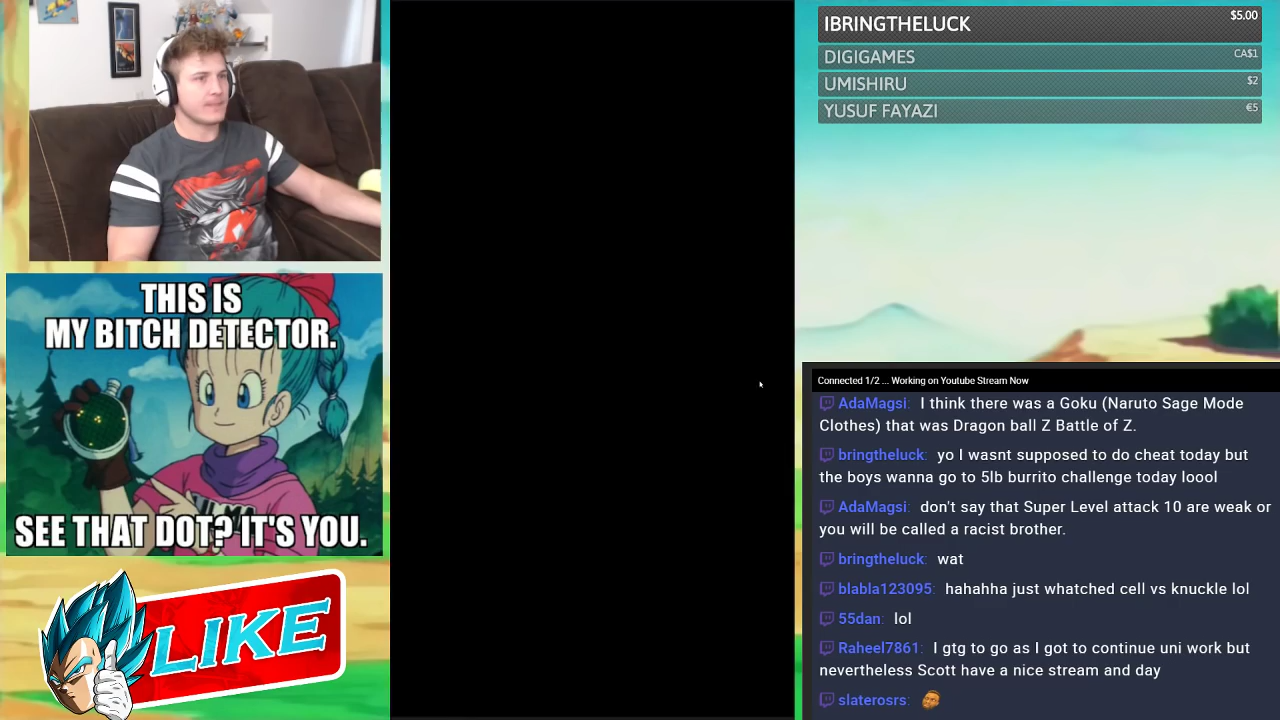 THIS IS
MY BITCH DETECTOR.
SEE THAT DOT? IT'S YOU.
LIKE
IBRINGTHELUCK $5.00
DIGIGAMES CA$1
UMISHIRU $2
YUSUF FAYAZI €5
Connected 1/2 ... Working on Youtube Stream Now
AdaMagsi: I think there was a Goku (Naruto Sage Mode
Clothes) that was Dragon ball Z Battle of Z.
bringtheluck: yo I wasnt supposed to do cheat today but
the boys wanna go to 5lb burrito challenge today loool
AdaMagsi: don't say that Super Level attack 10 are weak or
you will be called a racist brother.
bringtheluck: wat
blabla123095: hahahha just whatched cell vs knuckle lol
55dan: lol
Raheel7861: I gtg to go as I got to continue uni work but
nevertheless Scott have a nice stream and day
slaterosrs: